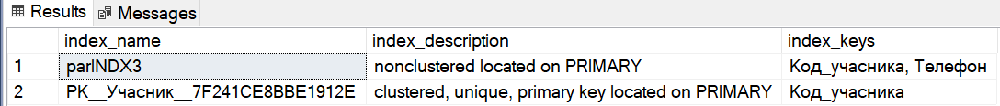 Results Messages
index_name index_description index_keys
1 parINDX3 nonclustered located on PRIMARY Код_учасника, Телефон
2 PK__Учасник__7F241CE8BBE1912E clustered, unique, primary key located on PRIMARY Код_учасника